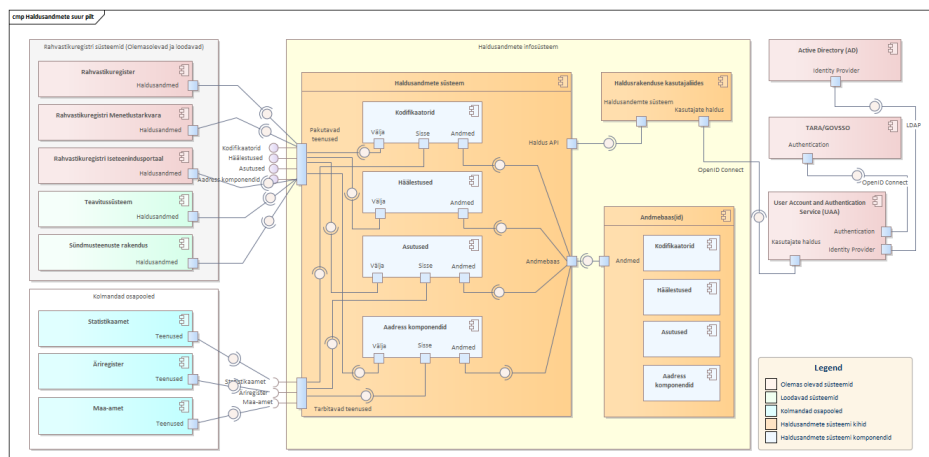 cmp Haldusandmete suur pilt
Rahvastikuregistri süsteemid (Olemasolevad ja loodavad)
Rahvastikuregister
Haldusandmed
Rahvastikuregistri Menetlustarkvara
Haldusandmed
Rahvastikuregistri iseteenindusportaal
Haldusandmed
Teavitussüsteem
Haldusandmed
Sündmusteenuste rakendus
Haldusandmed
Kolmandad osapooled
Statistikaamet
Teenused
Äriregister
Teenused
Maa-amet
Teenused
Kodifikaatorid
Häälestused
Asutused
Aadress komponendid
Statistikaamet
Äriregister
Maa-amet
Haldusandmete infosüsteem
Haldusandmete süsteem
Pakutavad
teenused
Kodifikaatorid
Välja
Sisse
Andmed
Häälestused
Välja
Andmed
Asutused
Välja
Sisse
Andmed
Aadress komponendid
Välja
Sisse
Andmed
Tarbitavad teenused
Haldus API
Andmebaas
Haldusrakenduse kasutajaliides
Haldusandemte süsteem
Kasutajate haldus
Andmebaas(id)
Andmed
Kodifikaatorid
Häälestused
Asutused
Aadress
komponendid
Active Directory (AD)
Identity Provider
LDAP
TARA/GOVSSO
Authentication
OpenID Connect
OpenID Connect
User Account and Authentication
Service (UAA)
Authentication
Kasutajate haldus
Identity Provider
Legend
Olemas olevad süsteemid
Loodavad süsteemid
Kolmandad osapooled
Haldusandmete süsteemi kihid
Haldusandmete süsteemi komponendid